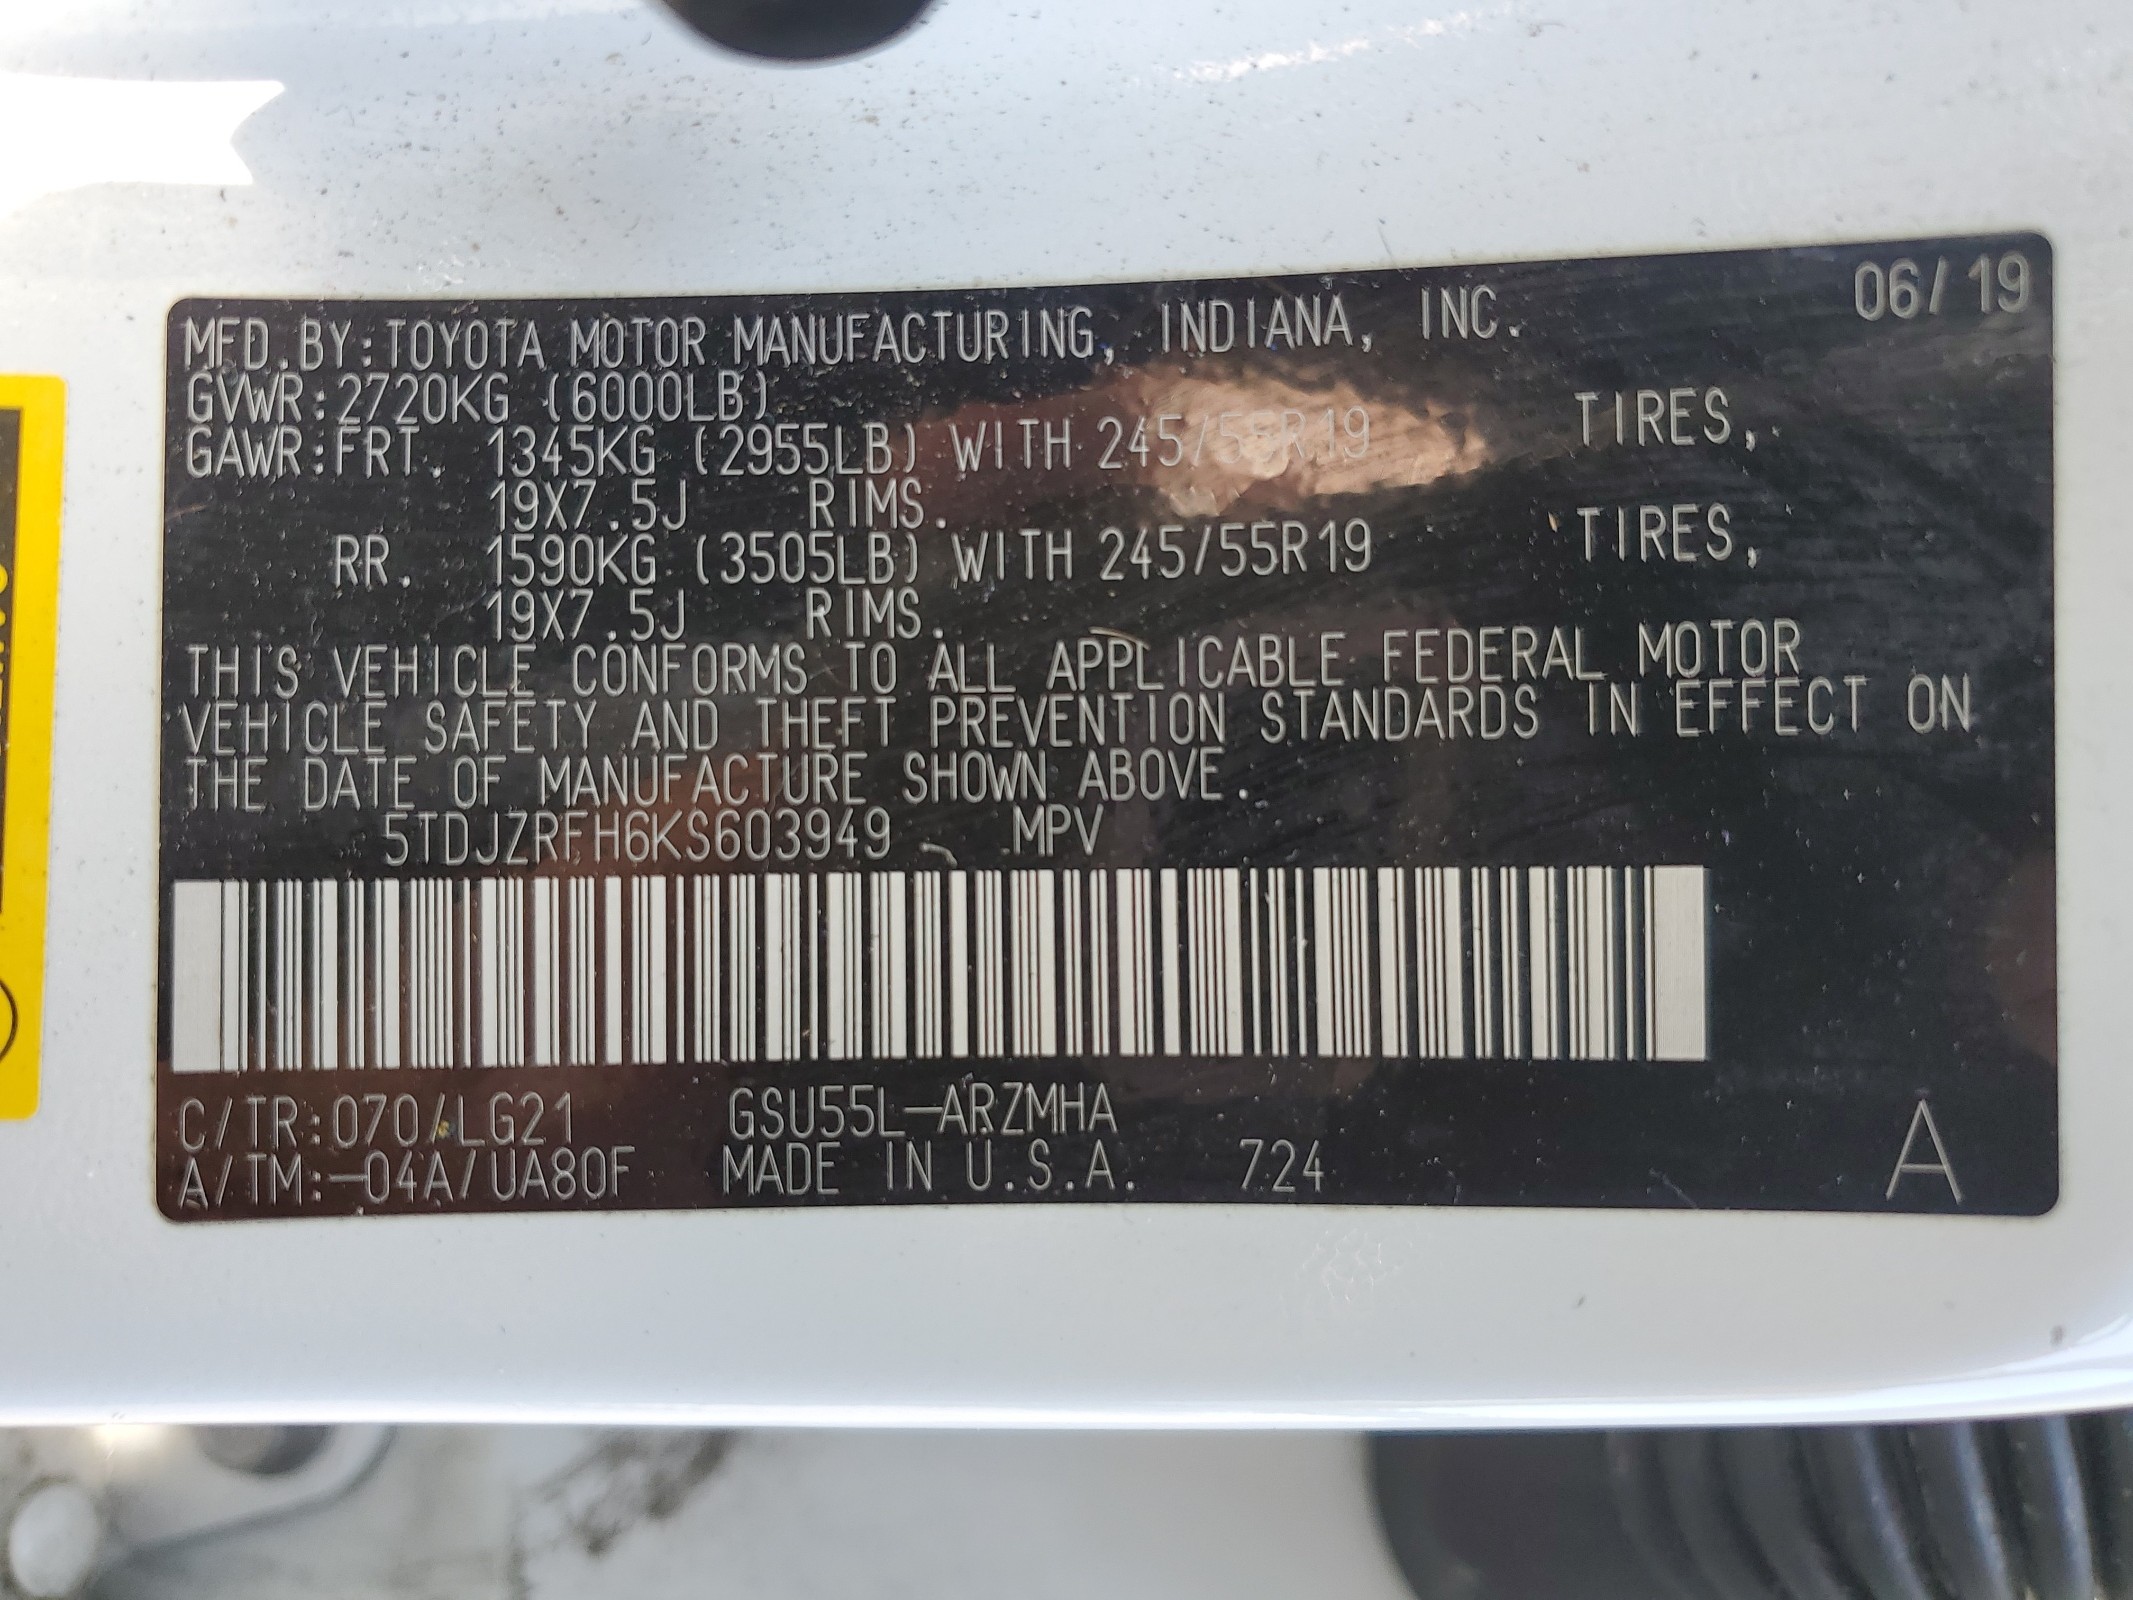 06/19
MFD.BY:TOYOTA MOTOR MANUFACTURING, INDIANA, INC.
GVWR:2720KG (6000LB)
GAWR:FRT. 1345KG (2955LB) WITH 245/55R19 TIRES,
19X7.5J RIMS.
RR. 1590KG (3505LB) WITH 245/55R19 TIRES,
19X7.5J RIMS.
THIS VEHICLE CONFORMS TO ALL APPLICABLE FEDERAL MOTOR
VEHICLE SAFETY AND THEFT PREVENTION STANDARDS IN EFFECT ON
THE DATE OF MANUFACTURE SHOWN ABOVE.
5TDJZRFH6KS603949 MPV
C/TR:070/LG21 GSU55L-ARZMHA
A/TM:-04A/UA80F MADE IN U.S.A. 724 A